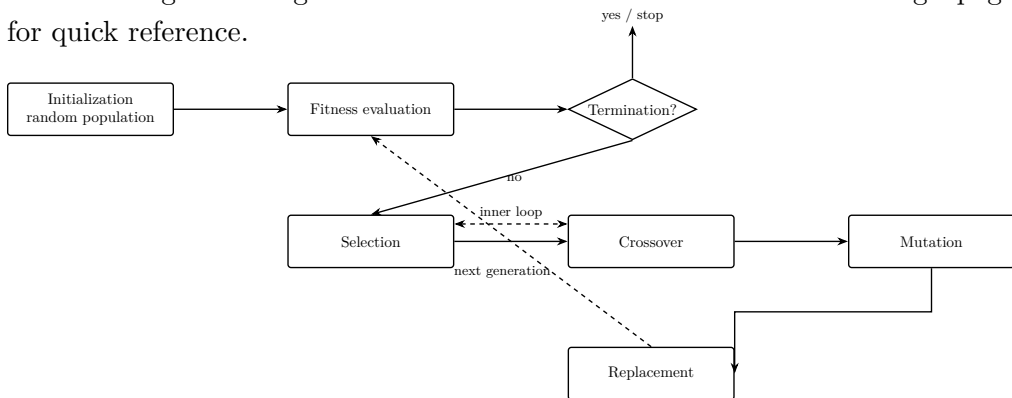 for quick reference.
yes / stop
Initialization
random population
Fitness evaluation
Termination?
no
inner loop
Selection
Crossover
Mutation
next generation
Replacement